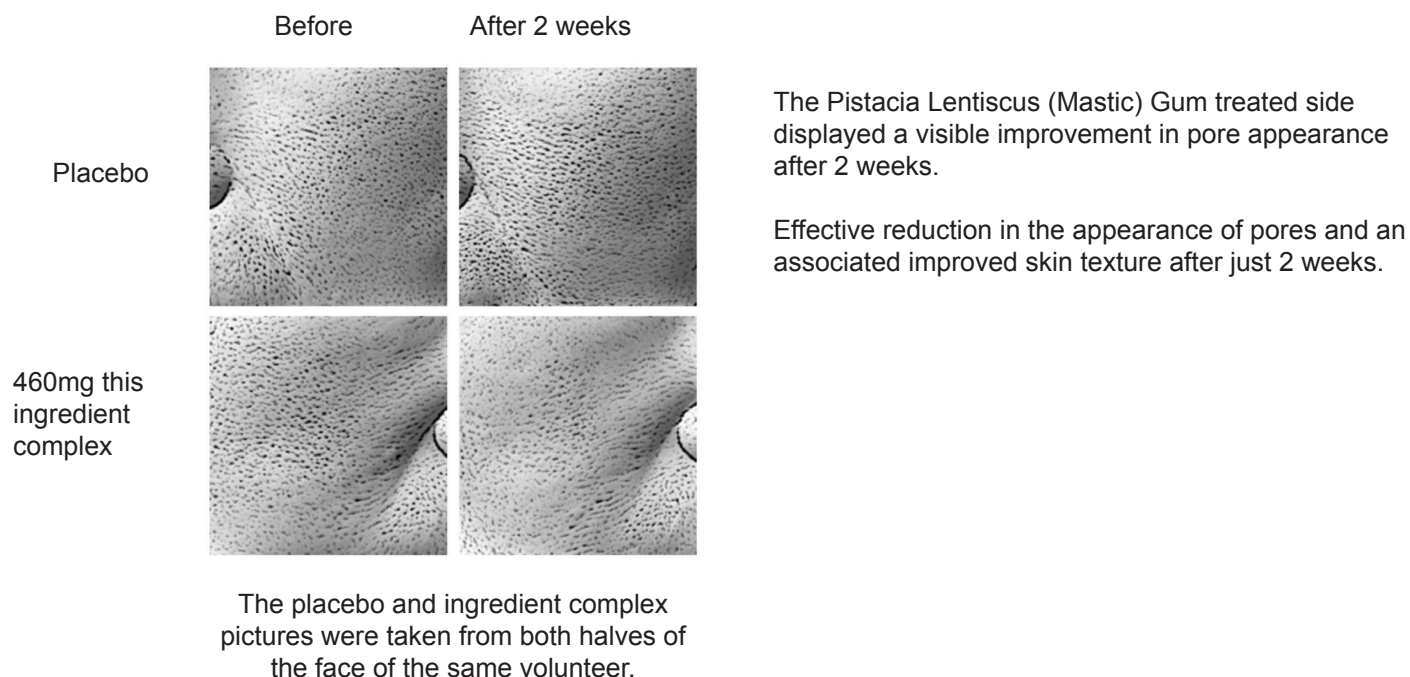 Before
After 2 weeks
Placebo
460mg this
ingredient
complex
The placebo and ingredient complex
pictures were taken from both halves of
the face of the same volunteer.
The Pistacia Lentiscus (Mastic) Gum treated side
displayed a visible improvement in pore appearance
after 2 weeks.
Effective reduction in the appearance of pores and an
associated improved skin texture after just 2 weeks.